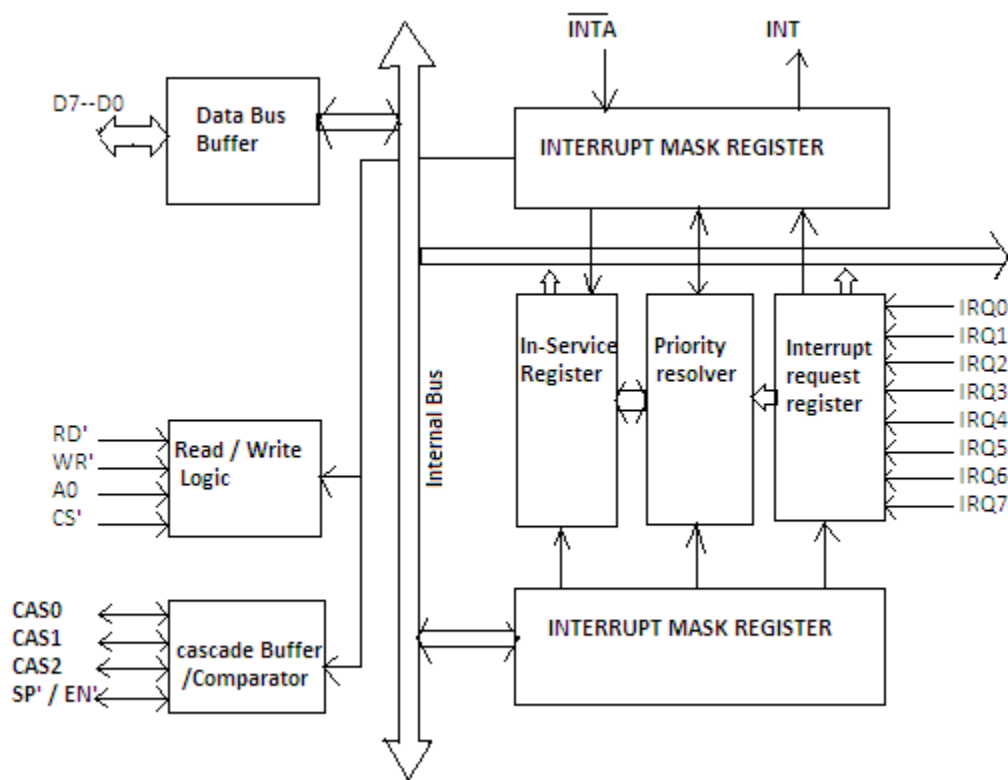 INTA
INT
D7--D0
Data Bus
Buffer
INTERRUPT MASK REGISTER
In-Service
Register
Priority
resolver
Interrupt
request
register
IRQ0
IRQ1
IRQ2
IRQ3
IRQ4
IRQ5
IRQ6
IRQ7
Internal Bus
RD'
WR'
A0
CS'
Read / Write
Logic
CAS0
CAS1
CAS2
SP' / EN'
cascade Buffer
/Comparator
INTERRUPT MASK REGISTER